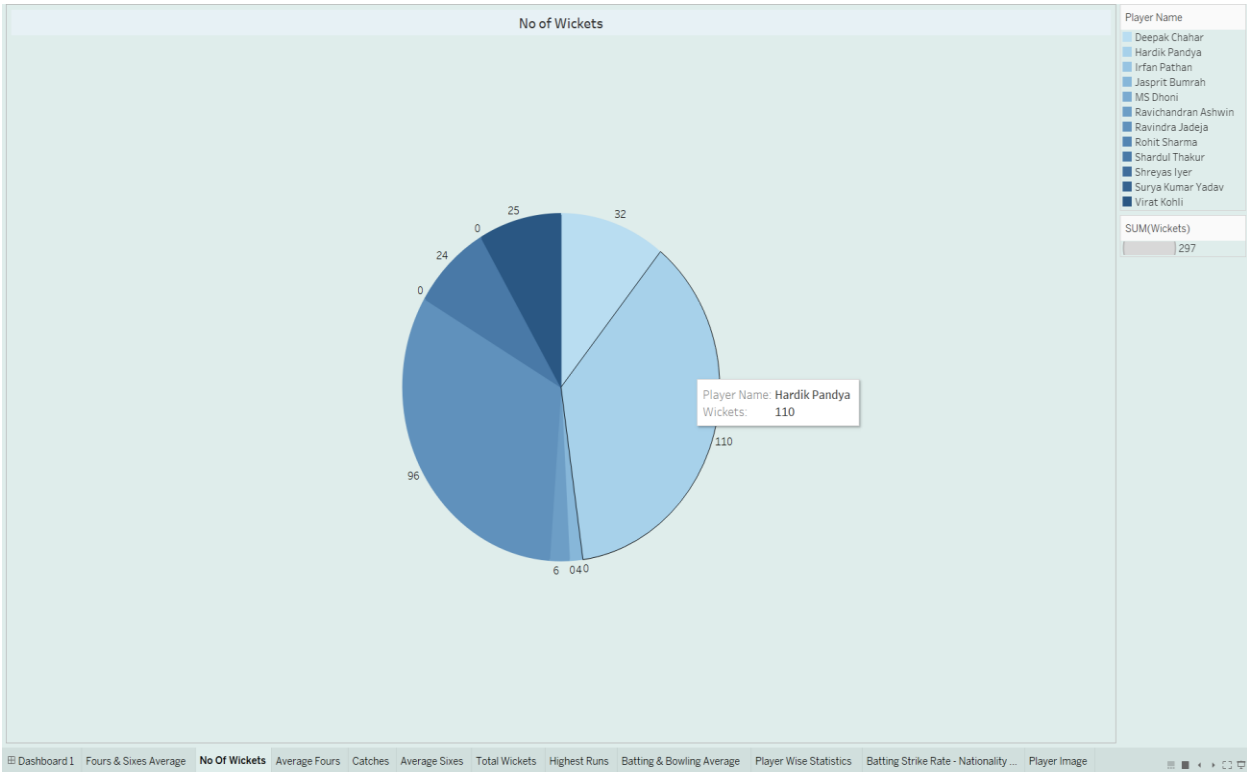 No of Wickets
Player Name
Deepak Chahar
Hardik Pandya
Irfan Pathan
Jasprit Bumrah
MS Dhoni
Ravichandran Ashwin
Ravindra Jadeja
Rohit Sharma
Shardul Thakur
Shreyas Iyer
Surya Kumar Yadav
Virat Kohli
SUM(Wickets)
297
25
32
0
24
0
Player Name: Hardik Pandya
Wickets: 110
110
96
6 040
Dashboard 1 Fours & Sixes Average No Of Wickets Average Fours Catches Average Sixes Total Wickets Highest Runs Batting & Bowling Average Player Wise Statistics Batting Strike Rate - Nationality ... Player Image